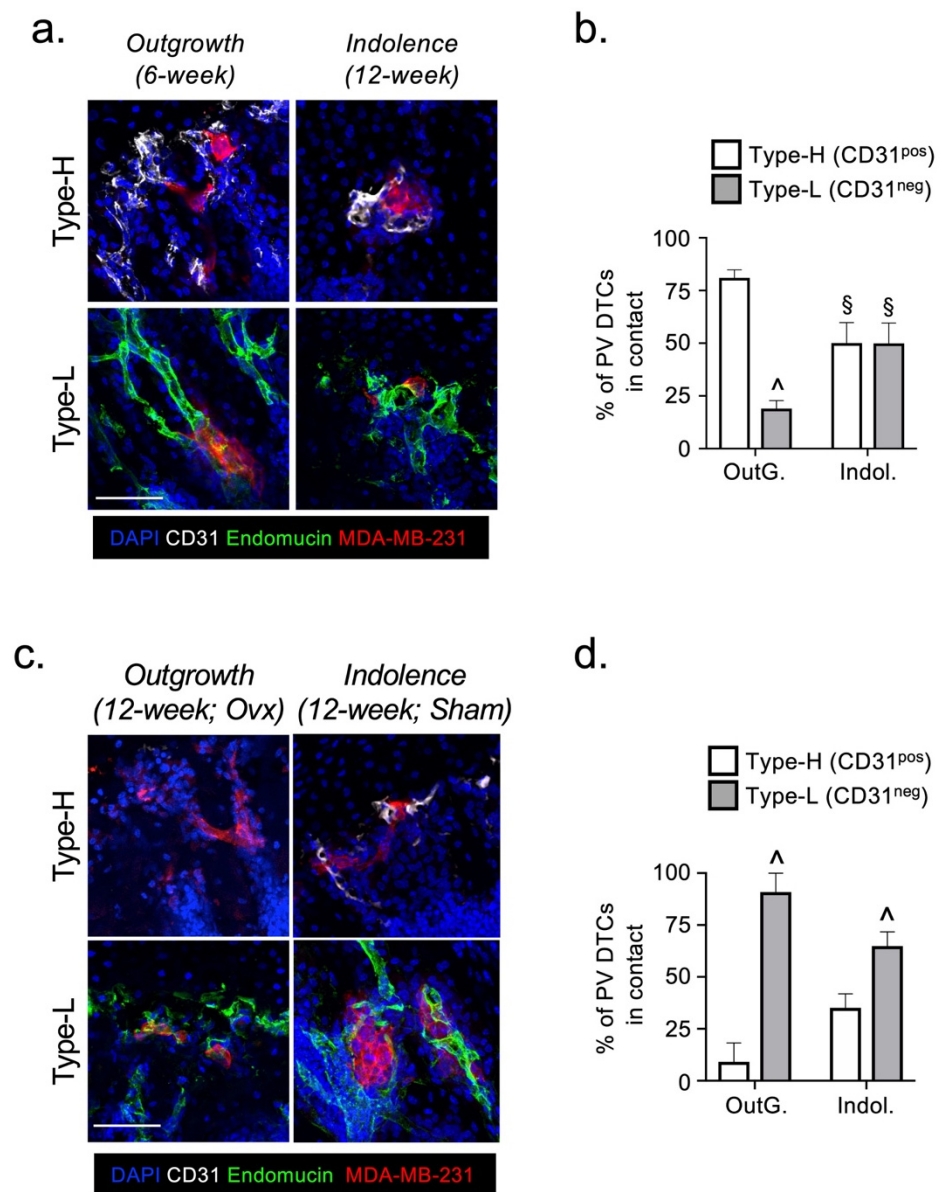 a.
Outgrowth
(6-week)
Indolence
(12-week)
Type-H
Type-L
DAPI CD31 Endomucin MDA-MB-231
b.
Type-H (CD31pos)
Type-L (CD31neg)
% of PV DTCs
in contact
100
75
50
25
0
^
§
§
OutG.
Indol.
c.
Outgrowth
(12-week; Ovx)
Indolence
(12-week; Sham)
Type-H
Type-L
DAPI CD31 Endomucin MDA-MB-231
d.
Type-H (CD31pos)
Type-L (CD31neg)
% of PV DTCs
in contact
100
75
50
25
0
^
^
OutG.
Indol.